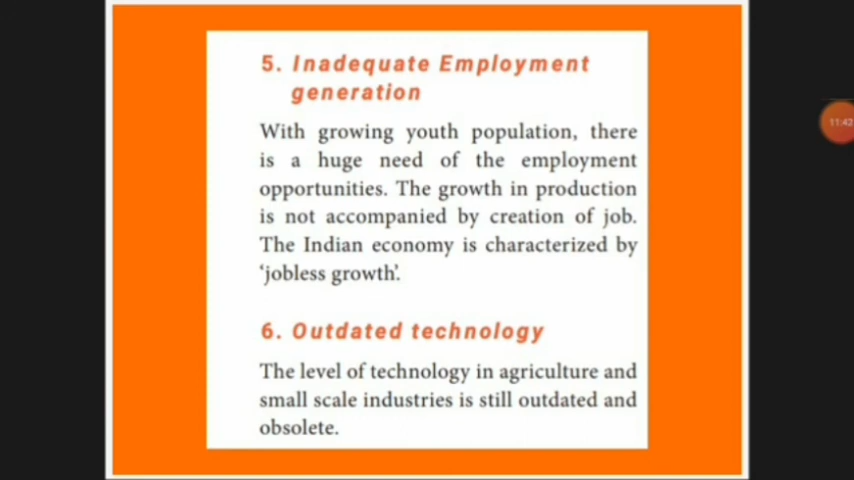 5. Inadequate Employment
generation
With growing youth population, there
is a huge need of the employment
opportunities. The growth in production
is not accompanied by creation of job.
The Indian economy is characterized by
‘jobless growth’.
6. Outdated technology
The level of technology in agriculture and
small scale industries is still outdated and
obsolete.
11:42